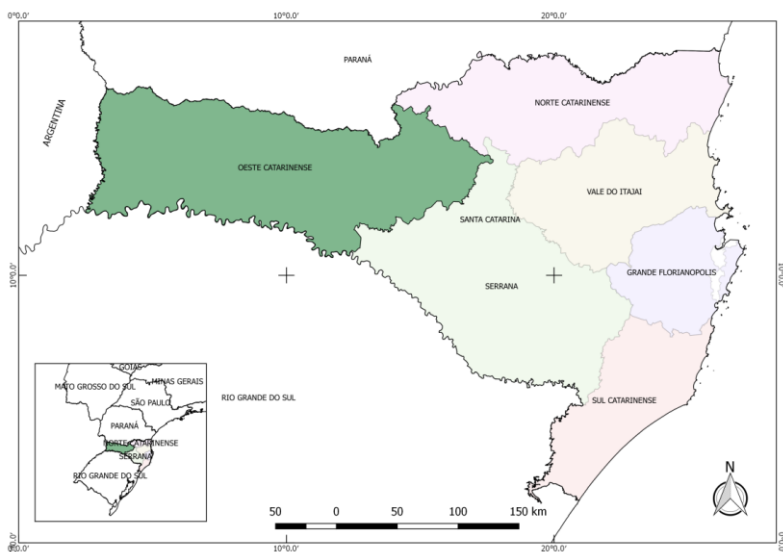 0°0.0'
10°0.0'
20°0.0'
PARANÁ
ARGENTINA
NORTE CATARINENSE
OESTE CATARINENSE
VALE DO ITAJAI
SANTA CATARINA
10°0.0'
GRANDE FLORIANOPOLIS
SERRANA
GOIÁS
MATO GROSSO DO SUL
MINAS GERAIS
SÃO PAULO
RIO GRANDE DO SUL
SUL CATARINENSE
PARANÁ
NORTE CATARINENSE
SERRANA
RIO GRANDE DO SUL
N
50 0 50 100 150 km
0°0.0'
10°0.0'
20°0.0'